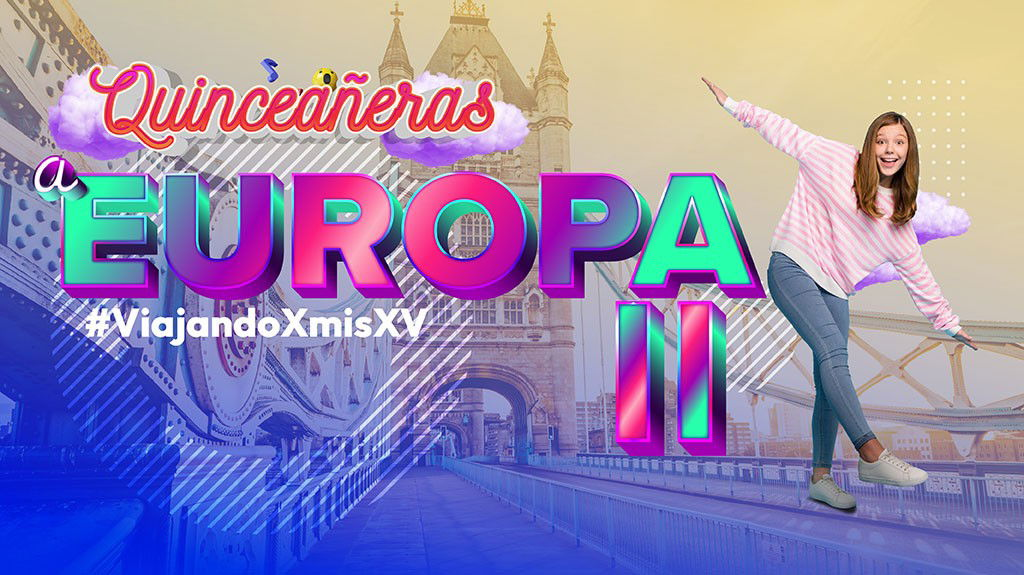 Quinceañeras
a
EUROPA
#ViajandoXmisXV
II